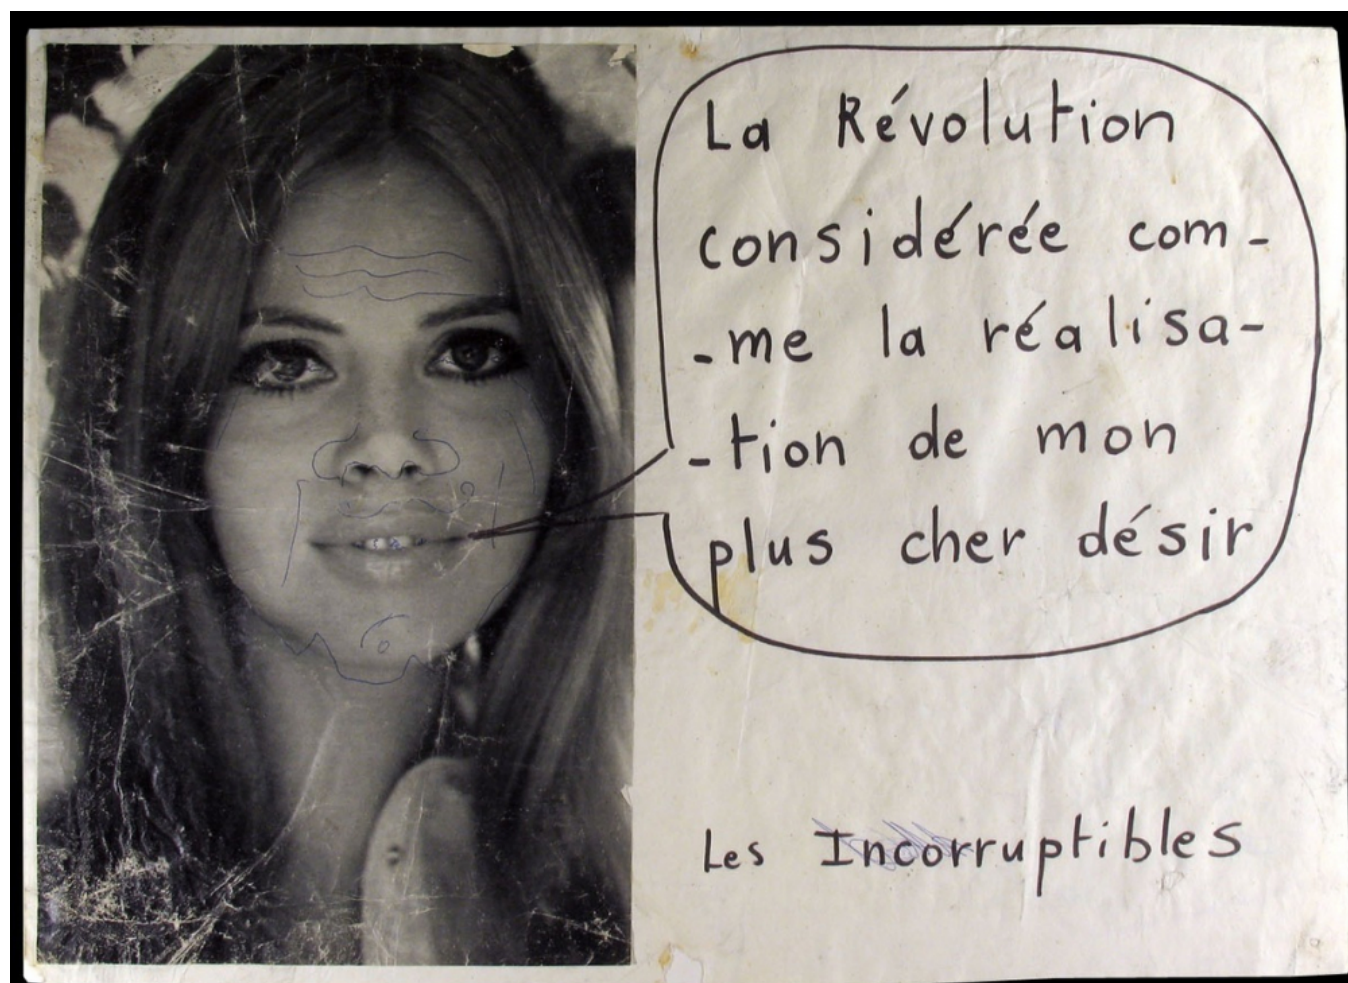 La Révolution
considérée com-
-me la réalisa-
-tion de mon
plus cher désir
Les Incorruptibles